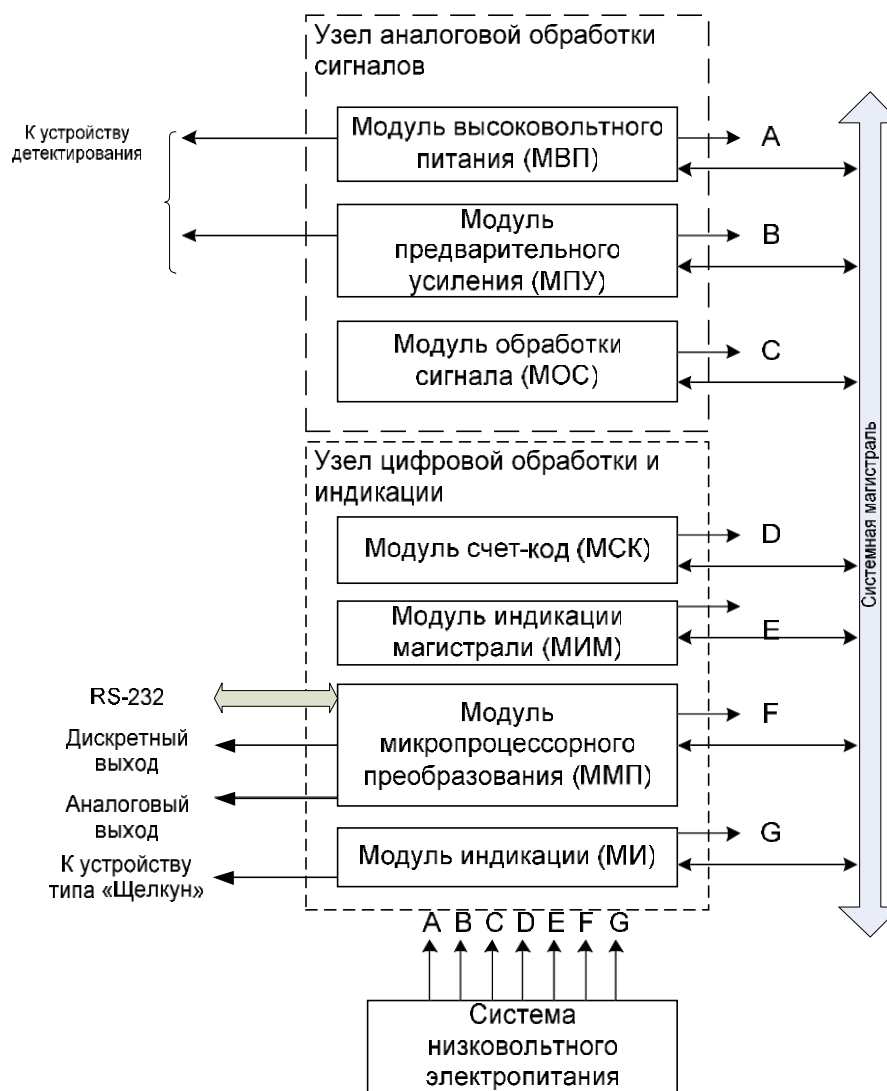 Узел аналоговой обработки
сигналов
К устройству
детектирования
Модуль высоковольтного
питания (МВП)
A
Модуль
предварительного
усиления (МПУ)
B
Модуль обработки
сигнала (МОС)
C
Системная магистраль
Узел цифровой обработки и
индикации
Модуль счет-код (МСК)
D
Модуль индикации
магистрали (МИМ)
E
RS-232
Дискретный
выход
Аналоговый
выход
Модуль
микропроцессорного
преобразования (ММП)
F
К устройству
типа «Щелкун»
Модуль индикации (МИ)
G
A B C D E F G
Система
низковольтного
электропитания